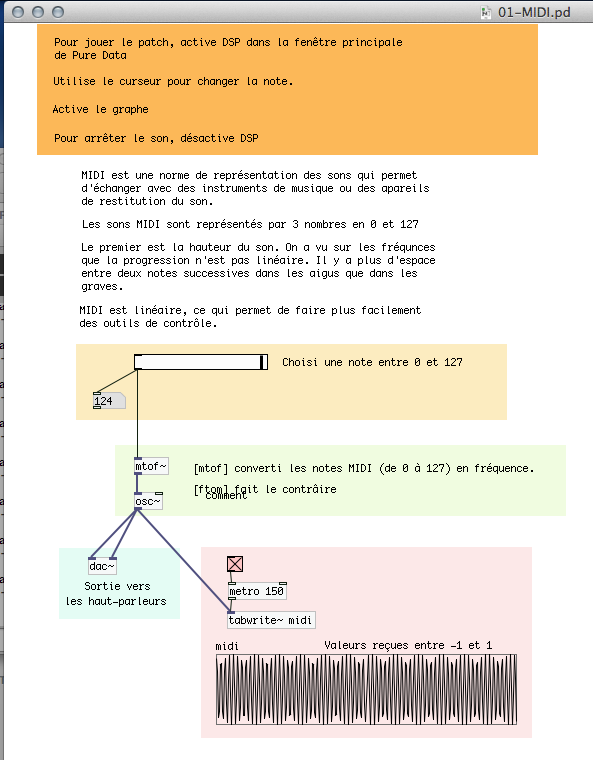 01-MIDI.pd
Pour jouer le patch, active DSP dans la fenêtre principale
de Pure Data
Utilise le curseur pour changer la note.
Active le graphe
Pour arrêter le son, désactive DSP
MIDI est une norme de représentation des sons qui permet
d'échanger avec des instruments de musique ou des apareils
de restitution du son.
Les sons MIDI sont représentés par 3 nombres en 0 et 127
Le premier est la hauteur du son. On a vu sur les fréqunces
que la progression n'est pas linéaire. Il y a plus d'espace
entre deux notes successives dans les aigus que dans les
graves.
MIDI est linéaire, ce qui permet de faire plus facilement
des outils de contrôle.
Choisi une note entre 0 et 127
124
mtof~
[mtof] converti les notes MIDI (de 0 à 127) en fréquence.
[ftom] fait le contrâire
comment
osc~
dac~
Sortie vers
les haut-parleurs
metro 150
tabwrite~ midi
midi
Valeurs reçues entre -1 et 1